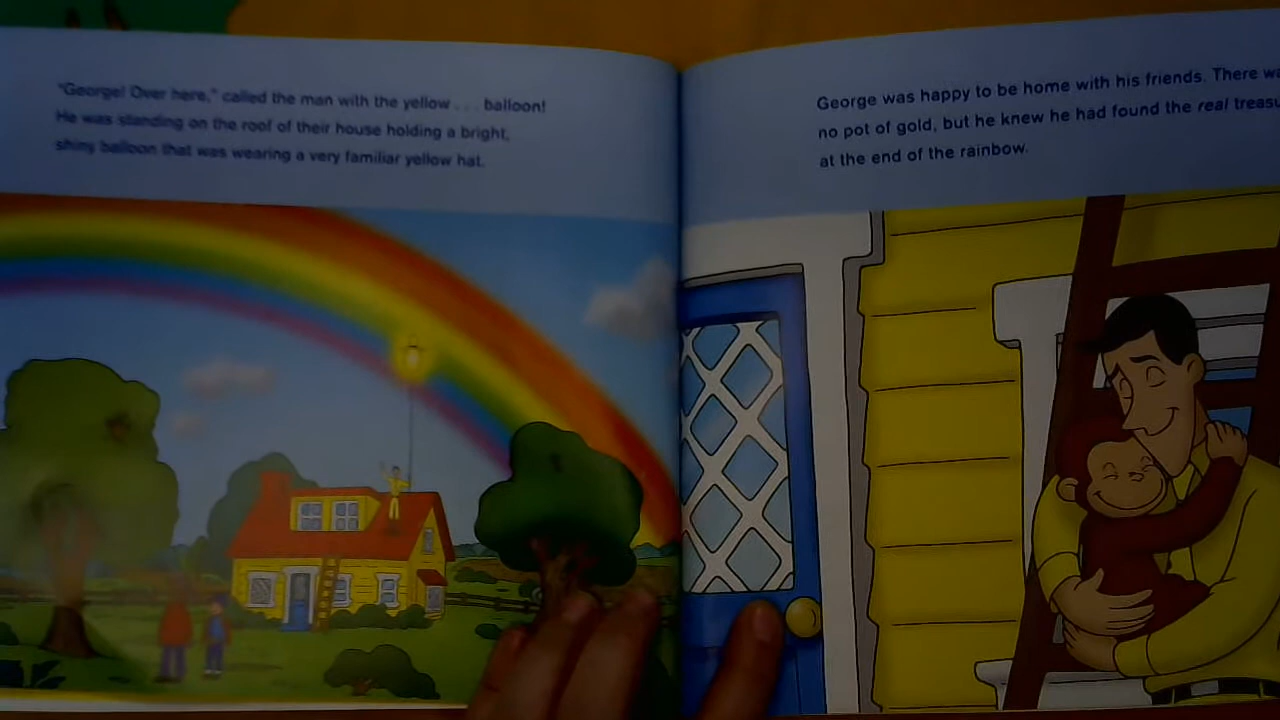 "George! Over here," called the man with the yellow . . . balloon!
He was standing on the roof of their house holding a bright,
shiny balloon that was wearing a very familiar yellow hat.
George was happy to be home with his friends. There
no pot of gold, but he knew he had found the real
at the end of the rainbow.